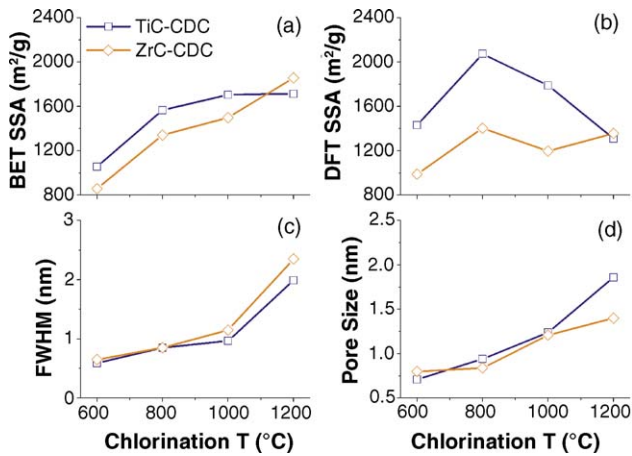 TiC-CDC
ZrC-CDC
(a)
BET SSA (m²/g)
2400
2000
1600
1200
800
(b)
DFT SSA (m²/g)
2400
2000
1600
1200
800
(c)
FWHM (nm)
3
2
1
0
600 800 1000 1200
Chlorination T (°C)
(d)
Pore Size (nm)
2.5
2.0
1.5
1.0
0.5
600 800 1000 1200
Chlorination T (°C)